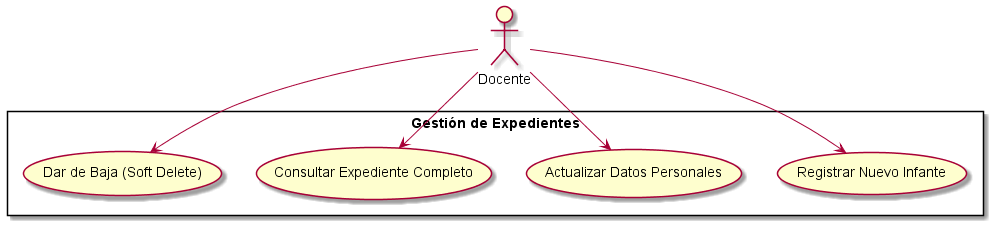 Docente
Gestión de Expedientes
Dar de Baja (Soft Delete)
Consultar Expediente Completo
Actualizar Datos Personales
Registrar Nuevo Infante